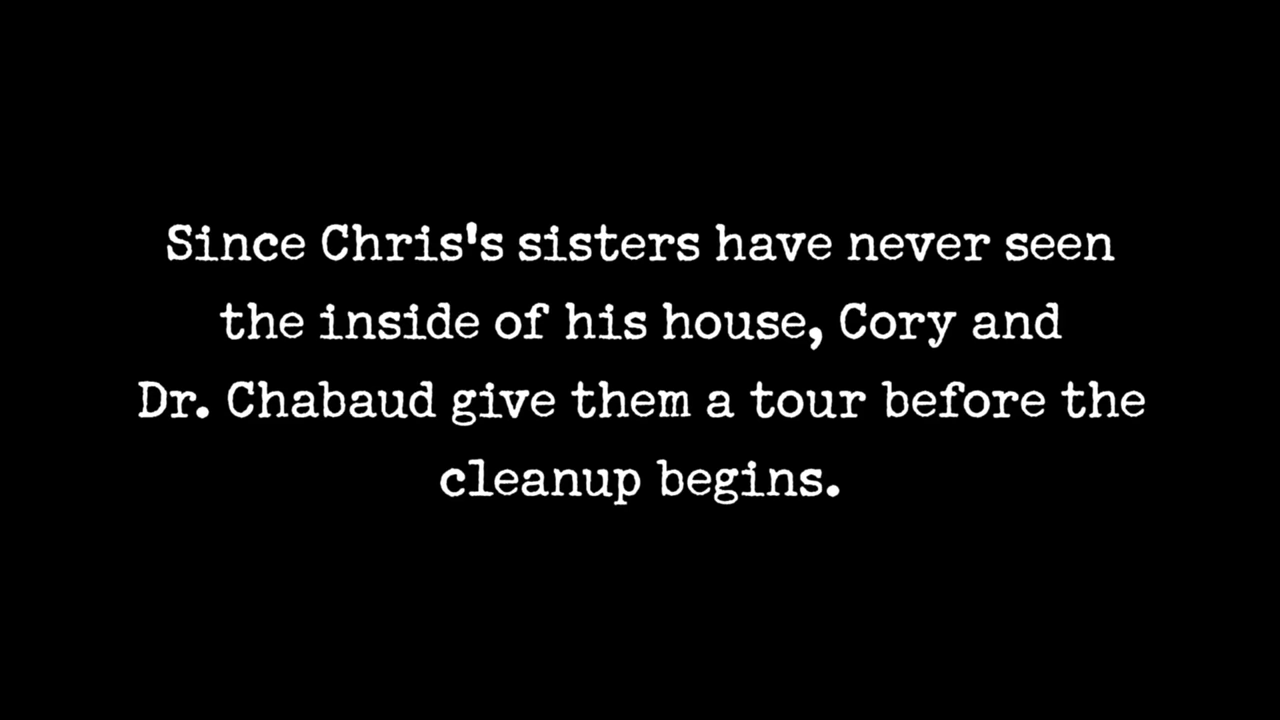 Since Chris's sisters have never seen
the inside of his house, Cory and
Dr. Chabaud give them a tour before the
cleanup begins.